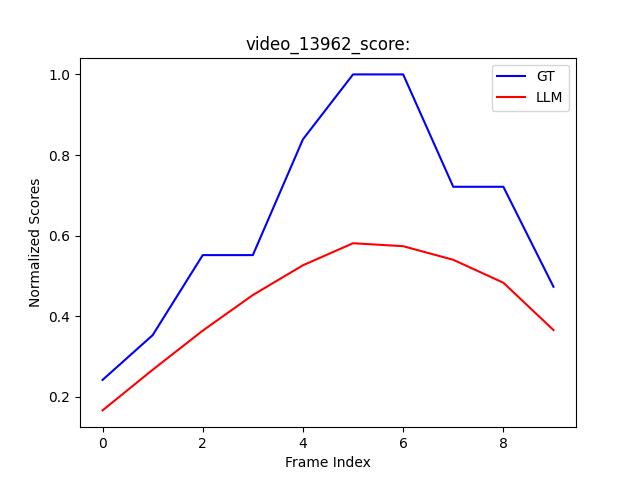 video_13962_score:
GT
LLM
Normalized Scores
1.0
0.8
0.6
0.4
0.2
0 2 4 6 8
Frame Index